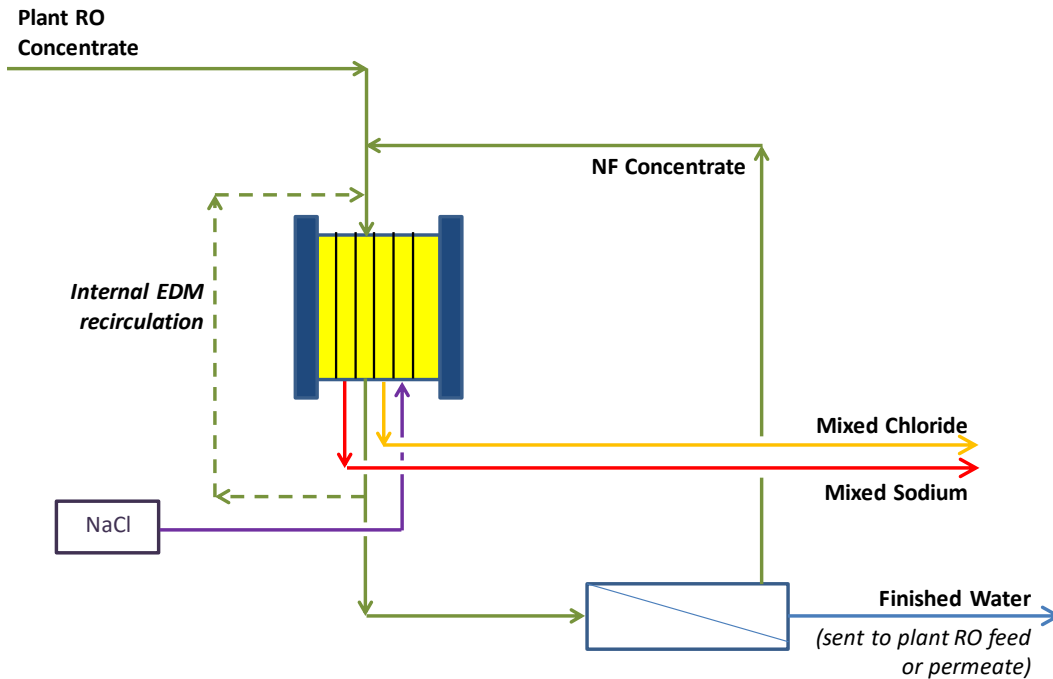 Plant RO
Concentrate
NF Concentrate
Internal EDM
recirculation
Mixed Chloride
Mixed Sodium
NaCl
Finished Water
(sent to plant RO feed
or permeate)